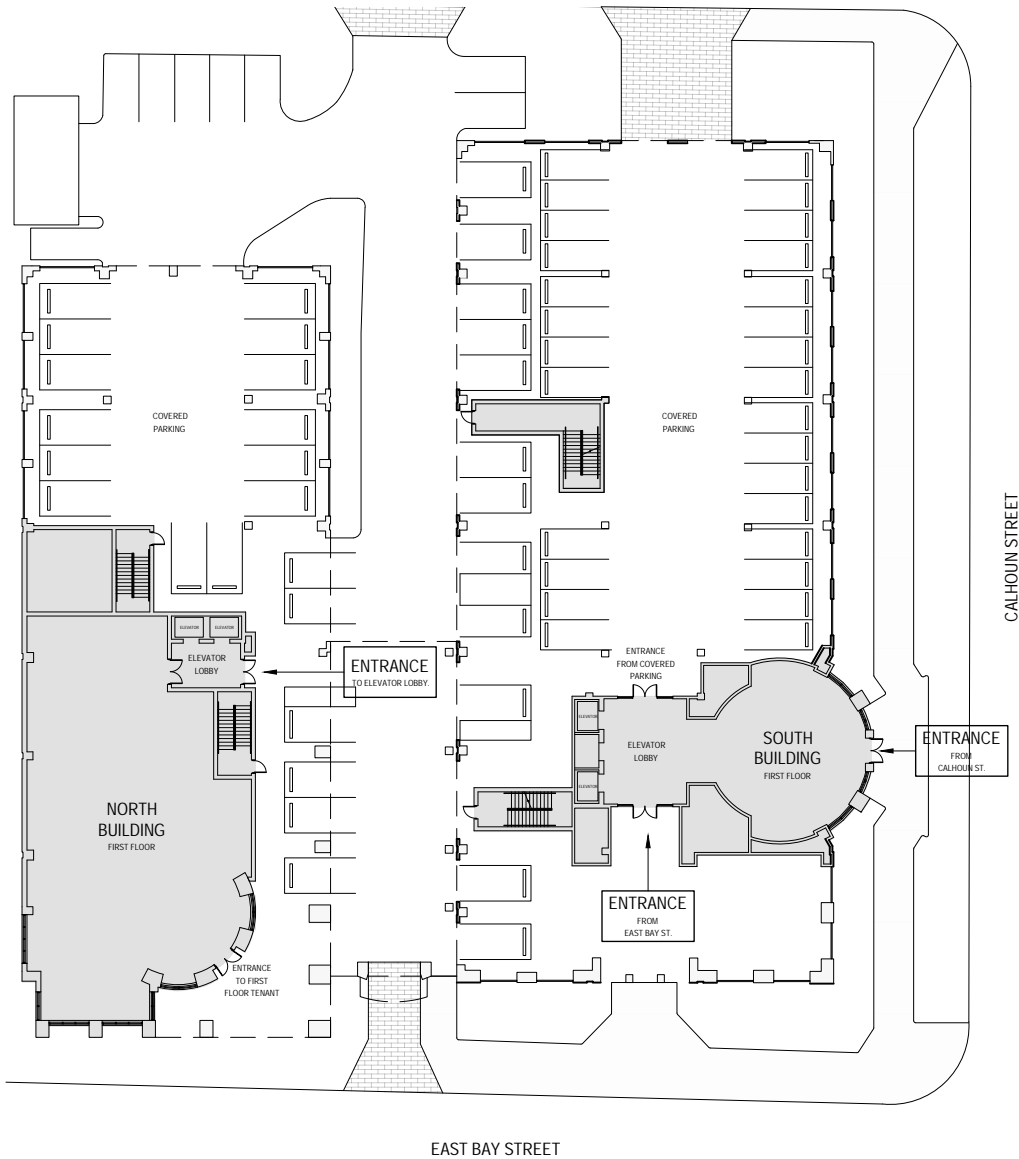 COVERED
PARKING
COVERED
PARKING
CALHOUN STREET
ELEVATOR
ELEVATOR
ELEVATOR
LOBBY
ENTRANCE
TO ELEVATOR LOBBY.
ENTRANCE
FROM COVERED
PARKING
ELEVATOR
ELEVATOR
LOBBY
ELEVATOR
SOUTH
BUILDING
FIRST FLOOR
ENTRANCE
FROM
CALHOUN ST.
NORTH
BUILDING
FIRST FLOOR
ENTRANCE
FROM
EAST BAY ST.
ENTRANCE
TO FIRST
FLOOR TENANT
EAST BAY STREET